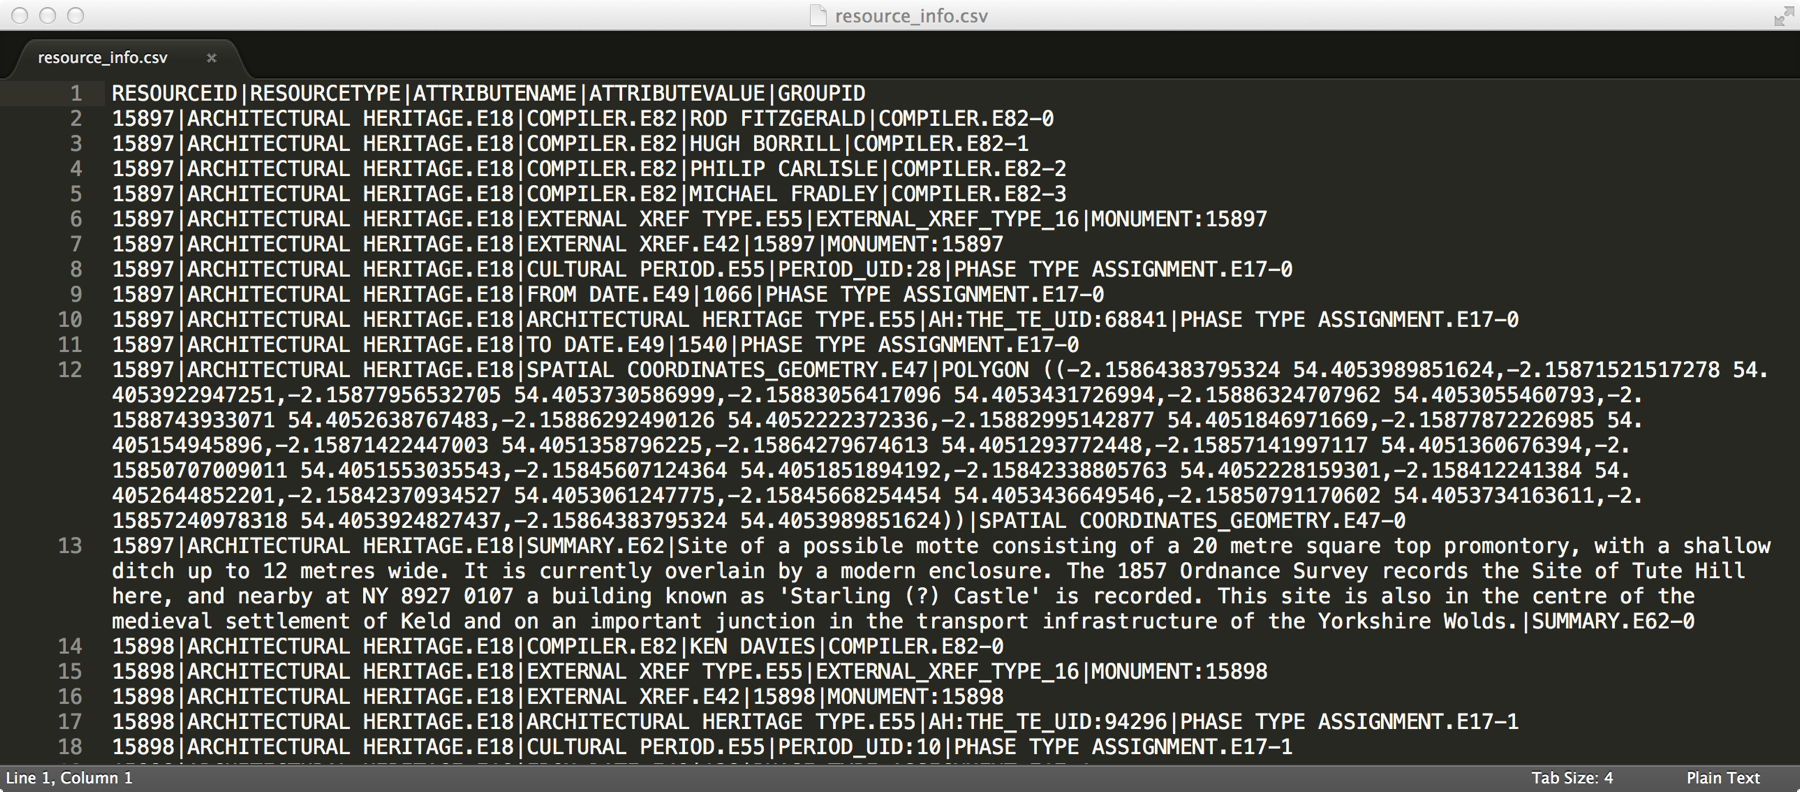 resource_info.csv
resource_info.csv ×
1 RESOURCEID|RESOURCETYPE|ATTRIBUTENAME|ATTRIBUTEVALUE|GROUPID
2 15897|ARCHITECTURAL HERITAGE.E18|COMPILER.E82|ROD FITZGERALD|COMPILER.E82-0
3 15897|ARCHITECTURAL HERITAGE.E18|COMPILER.E82|HUGH BORRILL|COMPILER.E82-1
4 15897|ARCHITECTURAL HERITAGE.E18|COMPILER.E82|PHILIP CARLISLE|COMPILER.E82-2
5 15897|ARCHITECTURAL HERITAGE.E18|COMPILER.E82|MICHAEL FRADLEY|COMPILER.E82-3
6 15897|ARCHITECTURAL HERITAGE.E18|EXTERNAL XREF TYPE.E55|EXTERNAL_XREF_TYPE_16|MONUMENT:15897
7 15897|ARCHITECTURAL HERITAGE.E18|EXTERNAL XREF.E42|15897|MONUMENT:15897
8 15897|ARCHITECTURAL HERITAGE.E18|CULTURAL PERIOD.E55|PERIOD_UID:28|PHASE TYPE ASSIGNMENT.E17-0
9 15897|ARCHITECTURAL HERITAGE.E18|FROM DATE.E49|1066|PHASE TYPE ASSIGNMENT.E17-0
10 15897|ARCHITECTURAL HERITAGE.E18|ARCHITECTURAL HERITAGE TYPE.E55|AH:THE_TE_UID:68841|PHASE TYPE ASSIGNMENT.E17-0
11 15897|ARCHITECTURAL HERITAGE.E18|TO DATE.E49|1540|PHASE TYPE ASSIGNMENT.E17-0
12 15897|ARCHITECTURAL HERITAGE.E18|SPATIAL COORDINATES_GEOMETRY.E47|POLYGON ((-2.15864383795324 54.4053989851624,-2.15871521517278 54.
4053922947251,-2.15877956532705 54.4053730586999,-2.15883056417096 54.4053431726994,-2.15886324707962 54.4053055460793,-2.
1588743933071 54.4052638767483,-2.15886292490126 54.4052222372336,-2.15882995142877 54.4051846971669,-2.15877872226985 54.
405154945896,-2.15871422447003 54.4051358796225,-2.15864279674613 54.4051293772448,-2.15857141997117 54.4051360676394,-2.
15850707009011 54.4051553035543,-2.15845607124364 54.4051851894192,-2.15842338805763 54.4052228159301,-2.158412241384 54.
4052644852201,-2.15842370934527 54.4053061247775,-2.15845668254454 54.4053436649546,-2.15850791170602 54.4053734163611,-2.
15857240978318 54.4053924827437,-2.15864383795324 54.4053989851624))|SPATIAL COORDINATES_GEOMETRY.E47-0
13 15897|ARCHITECTURAL HERITAGE.E18|SUMMARY.E62|Site of a possible motte consisting of a 20 metre square top promontory, with a shallow
ditch up to 12 metres wide. It is currently overlain by a modern enclosure. The 1857 Ordnance Survey records the Site of Tute Hill
here, and nearby at NY 8927 0107 a building known as 'Starling (?) Castle' is recorded. This site is also in the centre of the
medieval settlement of Keld and on an important junction in the transport infrastructure of the Yorkshire Wolds.|SUMMARY.E62-0
14 15898|ARCHITECTURAL HERITAGE.E18|COMPILER.E82|KEN DAVIES|COMPILER.E82-0
15 15898|ARCHITECTURAL HERITAGE.E18|EXTERNAL XREF TYPE.E55|EXTERNAL_XREF_TYPE_16|MONUMENT:15898
16 15898|ARCHITECTURAL HERITAGE.E18|EXTERNAL XREF.E42|15898|MONUMENT:15898
17 15898|ARCHITECTURAL HERITAGE.E18|ARCHITECTURAL HERITAGE TYPE.E55|AH:THE_TE_UID:94296|PHASE TYPE ASSIGNMENT.E17-1
18 15898|ARCHITECTURAL HERITAGE.E18|CULTURAL PERIOD.E55|PERIOD_UID:10|PHASE TYPE ASSIGNMENT.E17-1
Line 1, Column 1 Tab Size: 4 Plain Text